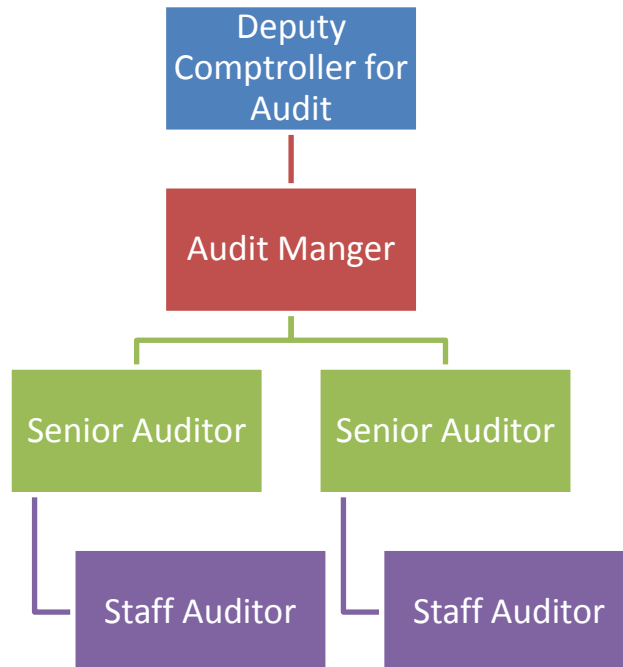 Deputy
Comptroller for
Audit
Audit Manger
Senior Auditor
Senior Auditor
Staff Auditor
Staff Auditor